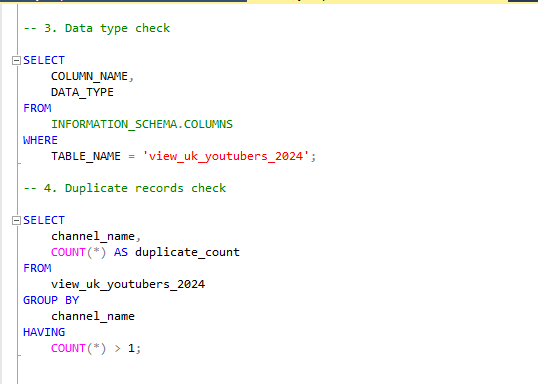 -- 3. Data type check
SELECT
COLUMN_NAME,
DATA_TYPE
FROM
INFORMATION_SCHEMA.COLUMNS
WHERE
TABLE_NAME = 'view_uk_youtubers_2024';
-- 4. Duplicate records check
SELECT
channel_name,
COUNT(*) AS duplicate_count
FROM
view_uk_youtubers_2024
GROUP BY
channel_name
HAVING
COUNT(*) > 1;